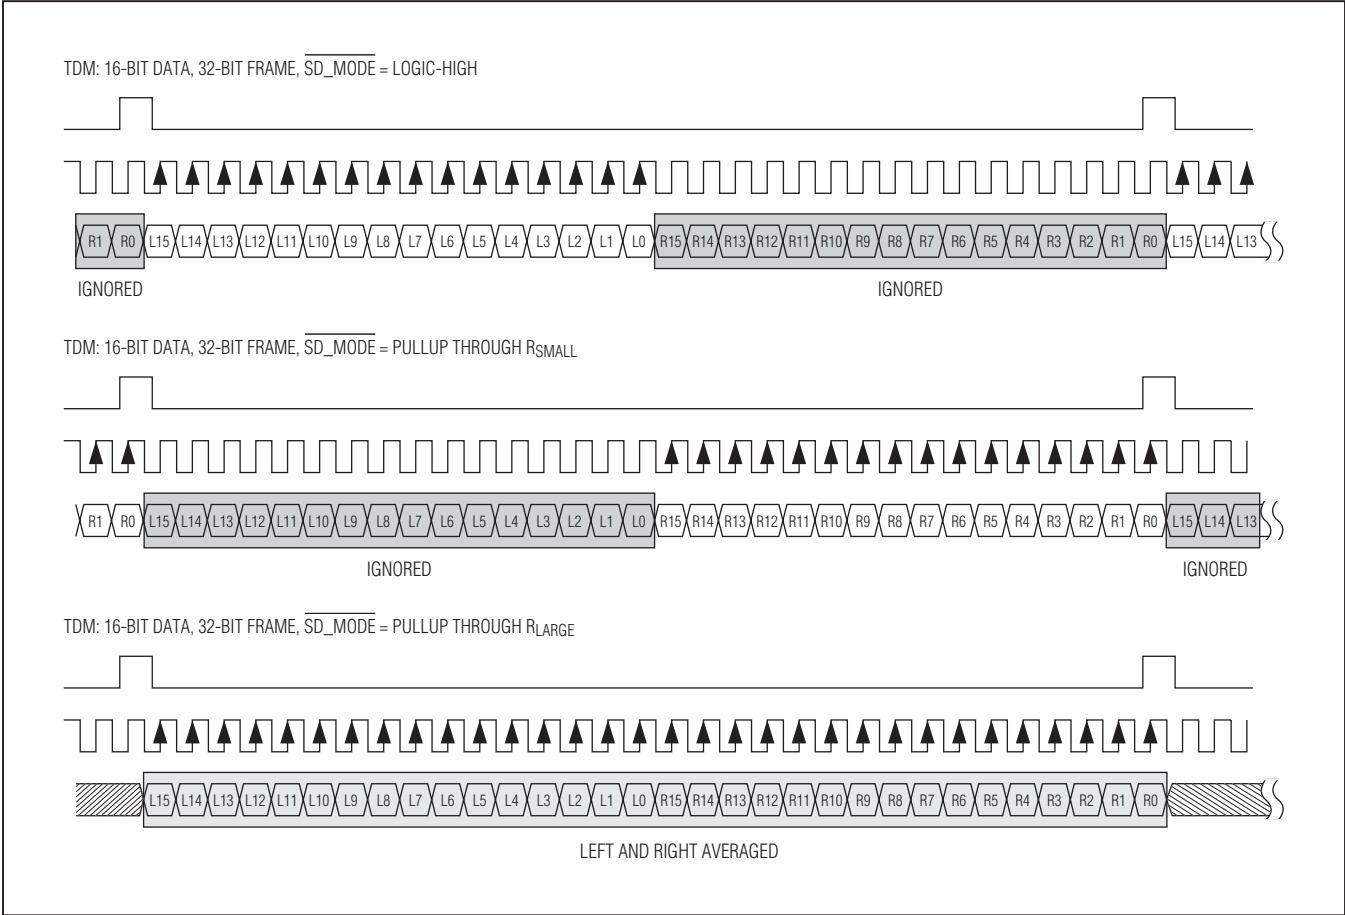 TDM: 16-BIT DATA, 32-BIT FRAME, SD_MODE = LOGIC-HIGH
R1 R0 L15 L14 L13 L12 L11 L10 L9 L8 L7 L6 L5 L4 L3 L2 L1 L0 R15 R14 R13 R12 R11 R10 R9 R8 R7 R6 R5 R4 R3 R2 R1 R0 L15 L14 L13
IGNORED IGNORED
TDM: 16-BIT DATA, 32-BIT FRAME, SD_MODE = PULLUP THROUGH RSMALL
R1 R0 L15 L14 L13 L12 L11 L10 L9 L8 L7 L6 L5 L4 L3 L2 L1 L0 R15 R14 R13 R12 R11 R10 R9 R8 R7 R6 R5 R4 R3 R2 R1 R0 L15 L14 L13
IGNORED IGNORED
TDM: 16-BIT DATA, 32-BIT FRAME, SD_MODE = PULLUP THROUGH RLARGE
L15 L14 L13 L12 L11 L10 L9 L8 L7 L6 L5 L4 L3 L2 L1 L0 R15 R14 R13 R12 R11 R10 R9 R8 R7 R6 R5 R4 R3 R2 R1 R0
LEFT AND RIGHT AVERAGED